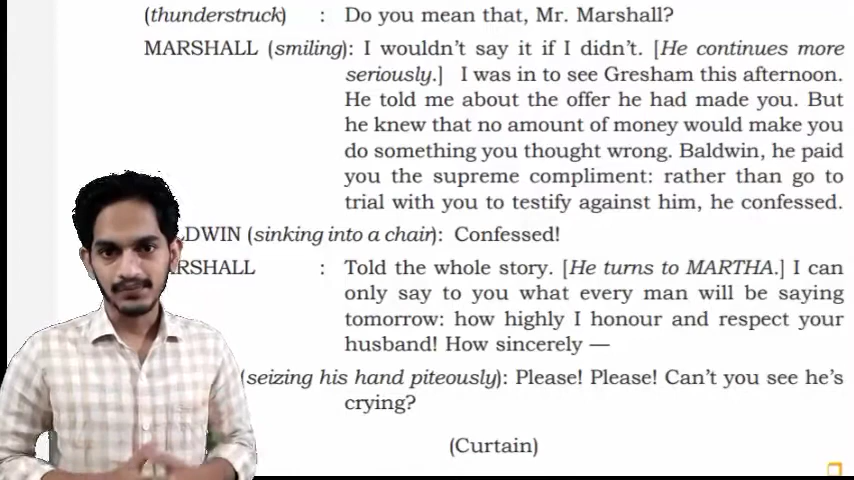 (thunderstruck) : Do you mean that, Mr. Marshall?
MARSHALL (smiling): I wouldn't say it if I didn't. [He continues more
seriously.] I was in to see Gresham this afternoon.
He told me about the offer he had made you. But
he knew that no amount of money would make you
do something you thought wrong. Baldwin, he paid
you the supreme compliment: rather than go to
trial with you to testify against him, he confessed.
LDWIN (sinking into a chair): Confessed!
RSHALL : Told the whole story. [He turns to MARTHA.] I can
only say to you what every man will be saying
tomorrow: how highly I honour and respect your
husband! How sincerely —
(seizing his hand piteously): Please! Please! Can't you see he's
crying?
(Curtain)